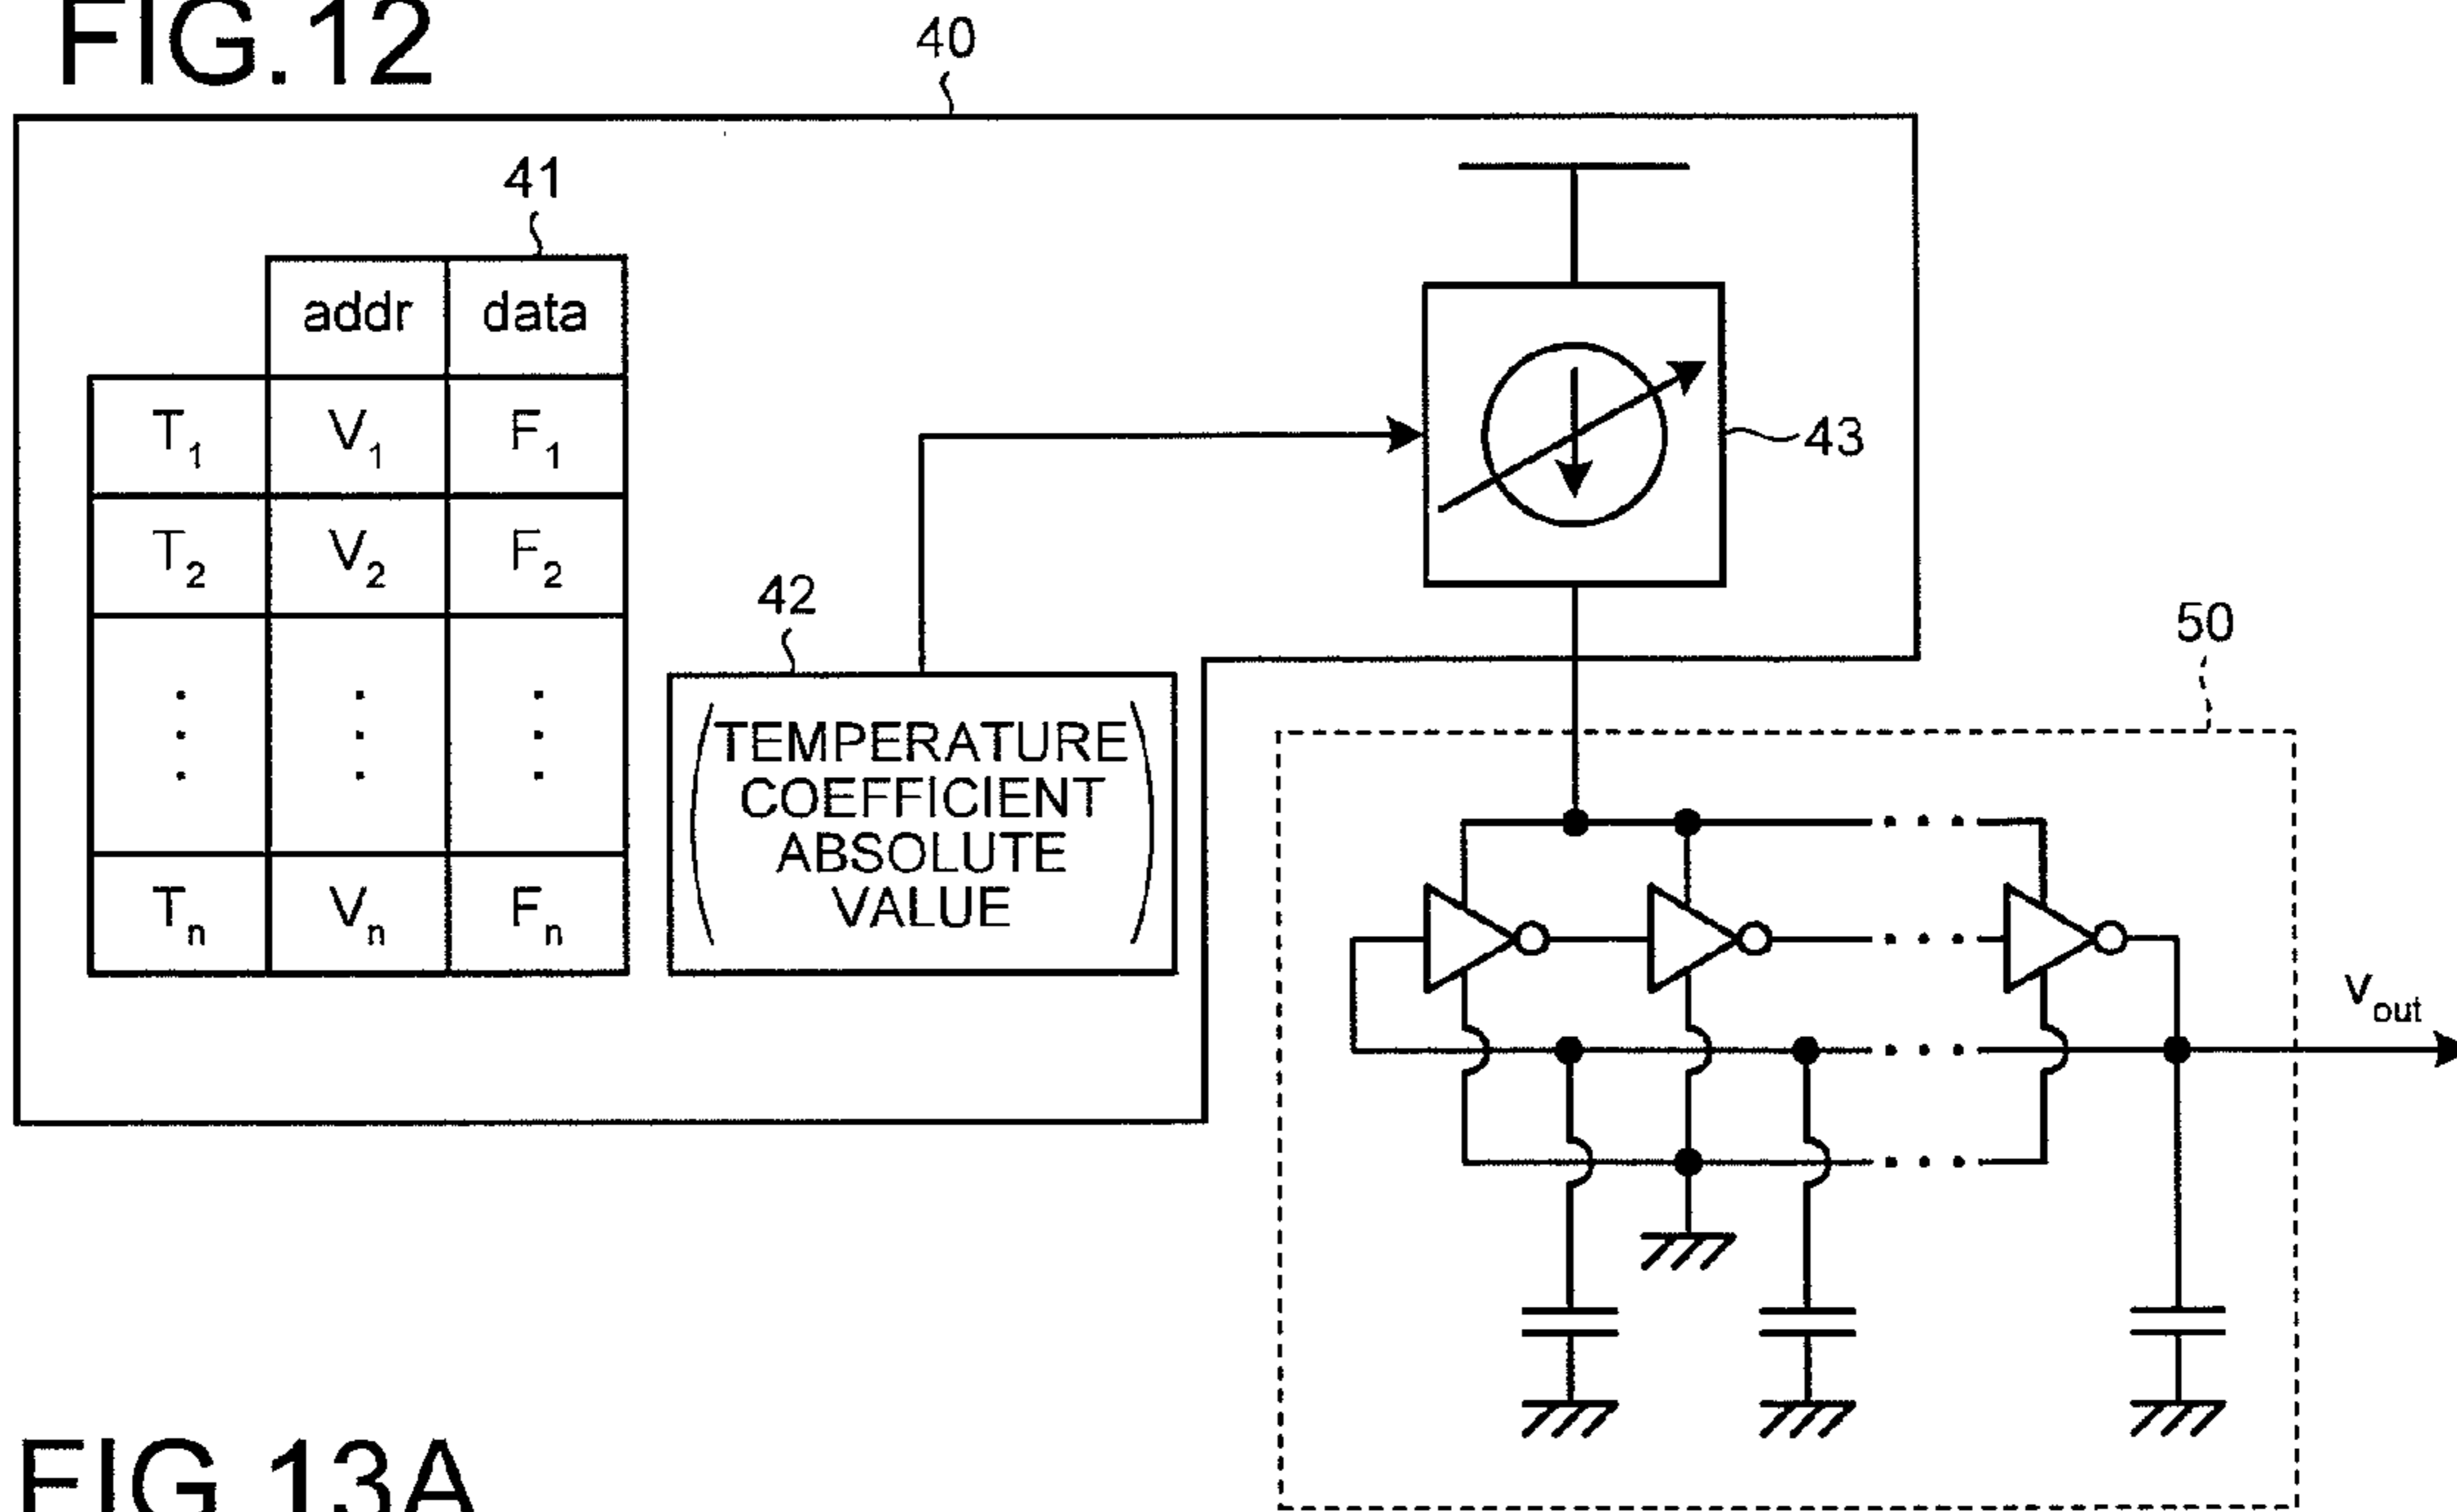 FIG.12
40
41
addr data
T1 V1 F1
T2 V2 F2
Tn Vn Fn
42
TEMPERATURE
COEFFICIENT
ABSOLUTE
VALUE
43
50
Vout
FIG.13A